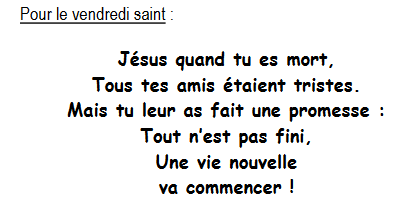 Pour le vendredi saint :
Jésus quand tu es mort,
Tous tes amis étaient tristes.
Mais tu leur as fait une promesse :
Tout n'est pas fini,
Une vie nouvelle
va commencer !